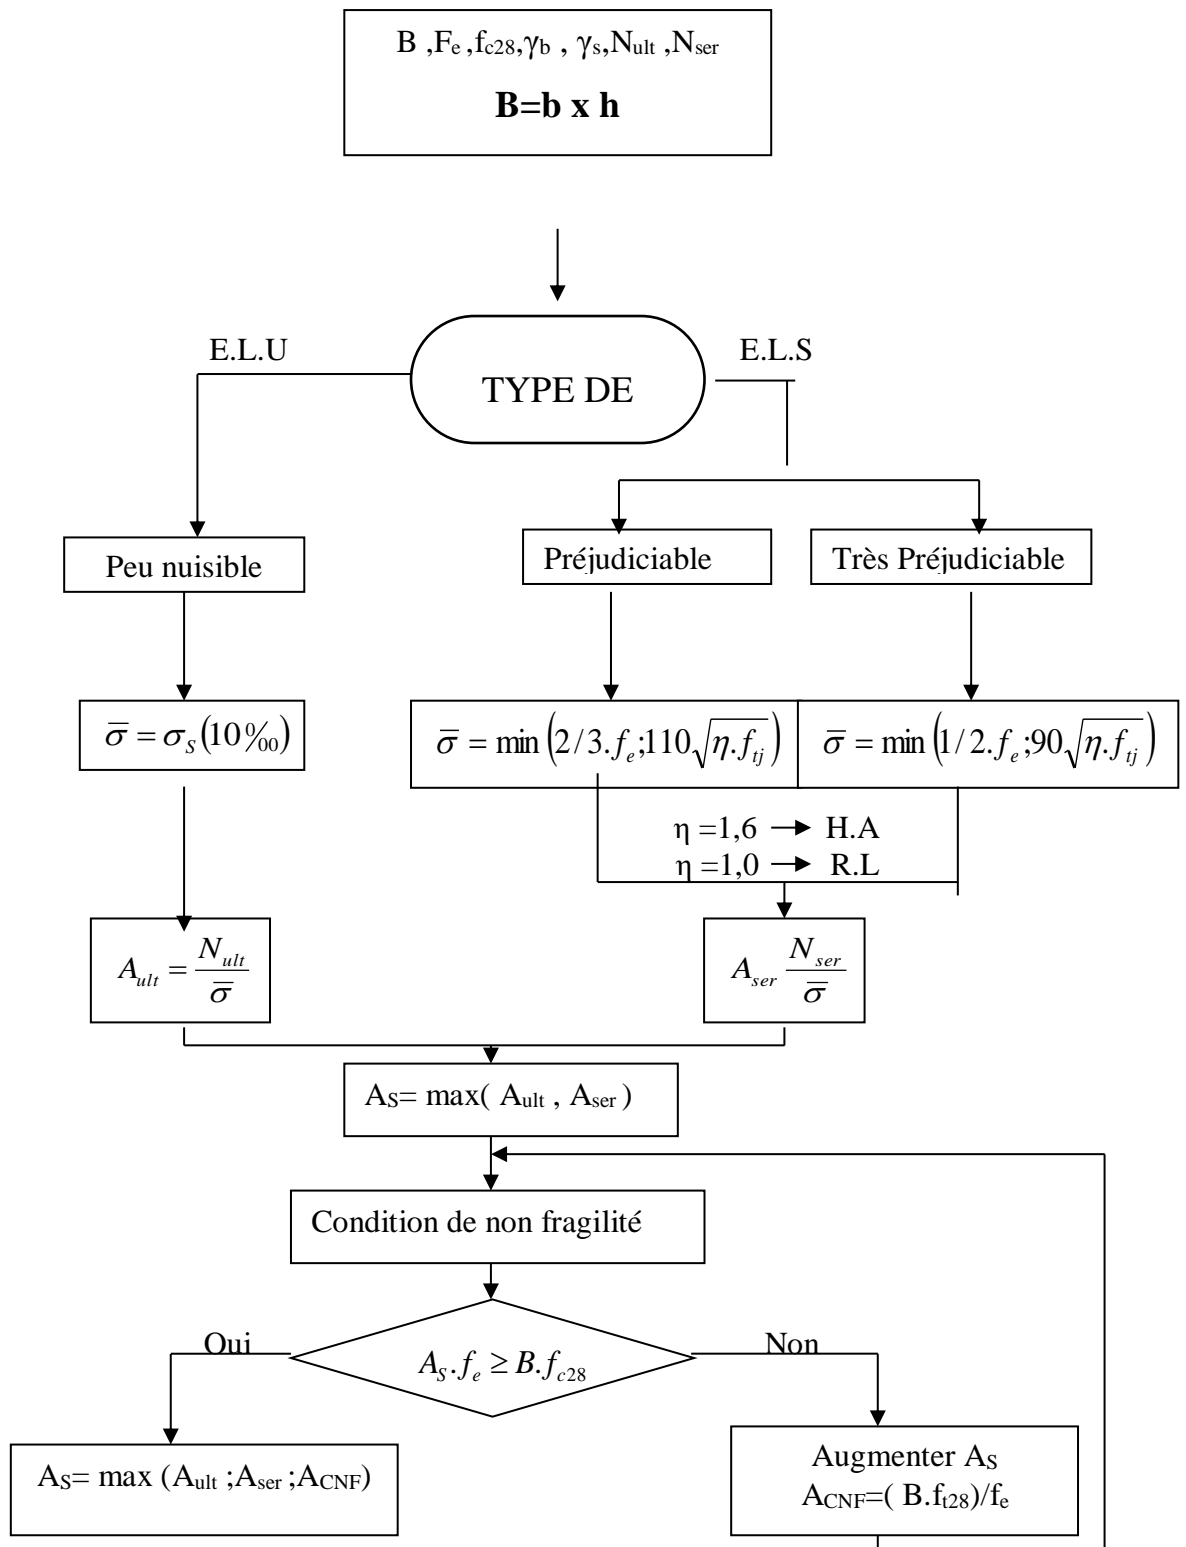 B ,Fe ,fc28,γb , γs,Nult ,Nser
B=b x h
E.L.U
E.L.S
TYPE DE
Peu nuisible
Préjudiciable
Très Préjudiciable
σ̅ = σS(10‰0)
σ̅ = min(2/3.fe;110√η.ftj)
σ̅ = min(1/2.fe;90√η.ftj)
η =1,6 → H.A
η =1,0 → R.L
Ault = Nult / σ̅
Aser Nser / σ̅
AS= max( Ault , Aser )
Condition de non fragilité
Oui
Non
AS.fe ≥ B.fc28
AS= max (Ault ;Aser ;ACNF)
Augmenter AS
ACNF=( B.ft28)/fe